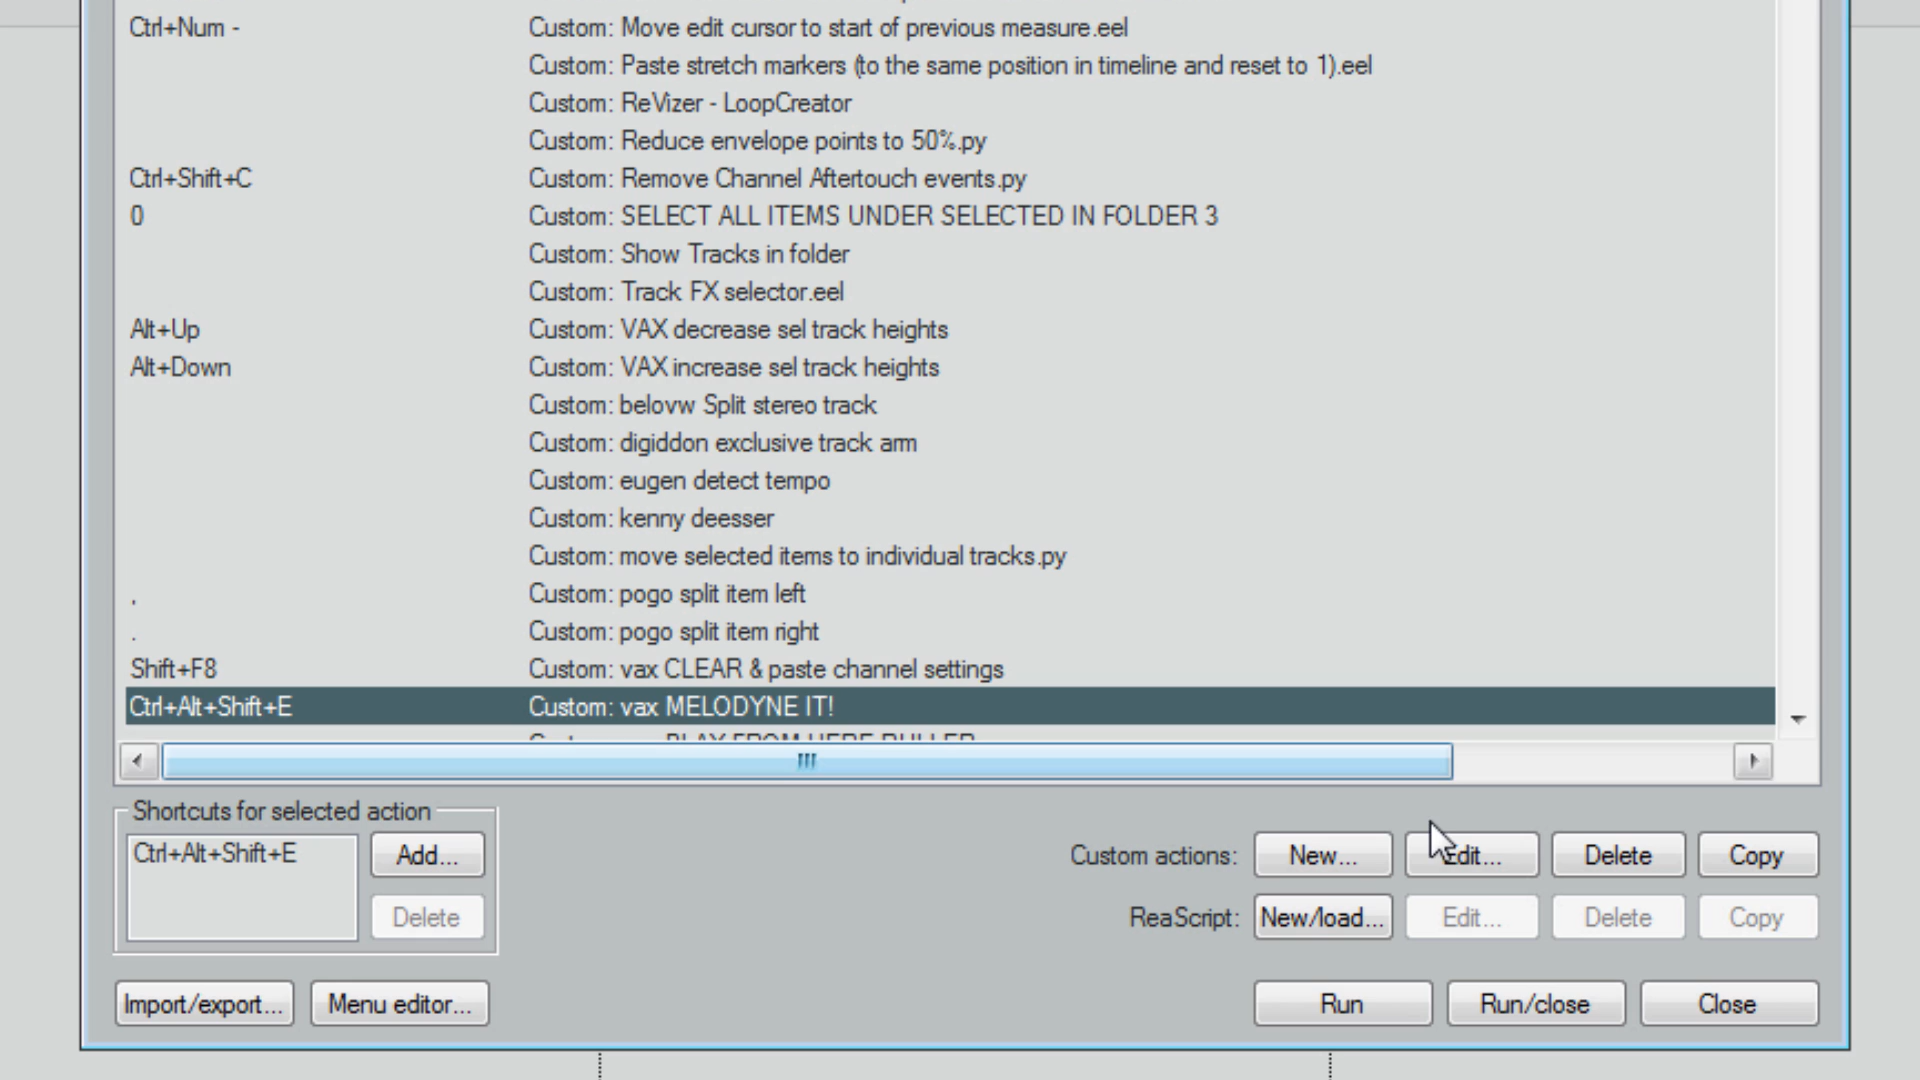 Ctrl+Num - Custom: Move edit cursor to start of previous measure.eel
Custom: Paste stretch markers (to the same position in timeline and reset to 1).eel
Custom: ReVizer - LoopCreator
Custom: Reduce envelope points to 50%.py
Ctrl+Shift+C Custom: Remove Channel Aftertouch events.py
0 Custom: SELECT ALL ITEMS UNDER SELECTED IN FOLDER 3
Custom: Show Tracks in folder
Custom: Track FX selector.eel
Alt+Up Custom: VAX decrease sel track heights
Alt+Down Custom: VAX increase sel track heights
Custom: belovw Split stereo track
Custom: digiddon exclusive track arm
Custom: eugen detect tempo
Custom: kenny deesser
Custom: move selected items to individual tracks.py
, Custom: pogo split item left
. Custom: pogo split item right
Shift+F8 Custom: vax CLEAR & paste channel settings
Ctrl+Alt+Shift+E Custom: vax MELODYNE IT!
PLAY FROM HERE RULLER
Shortcuts for selected action
Ctrl+Alt+Shift+E Add... Custom actions: New... Edit... Delete Copy
Delete ReaScript: New/load... Edit... Delete Copy
Import/export... Menu editor... Run Run/close Close